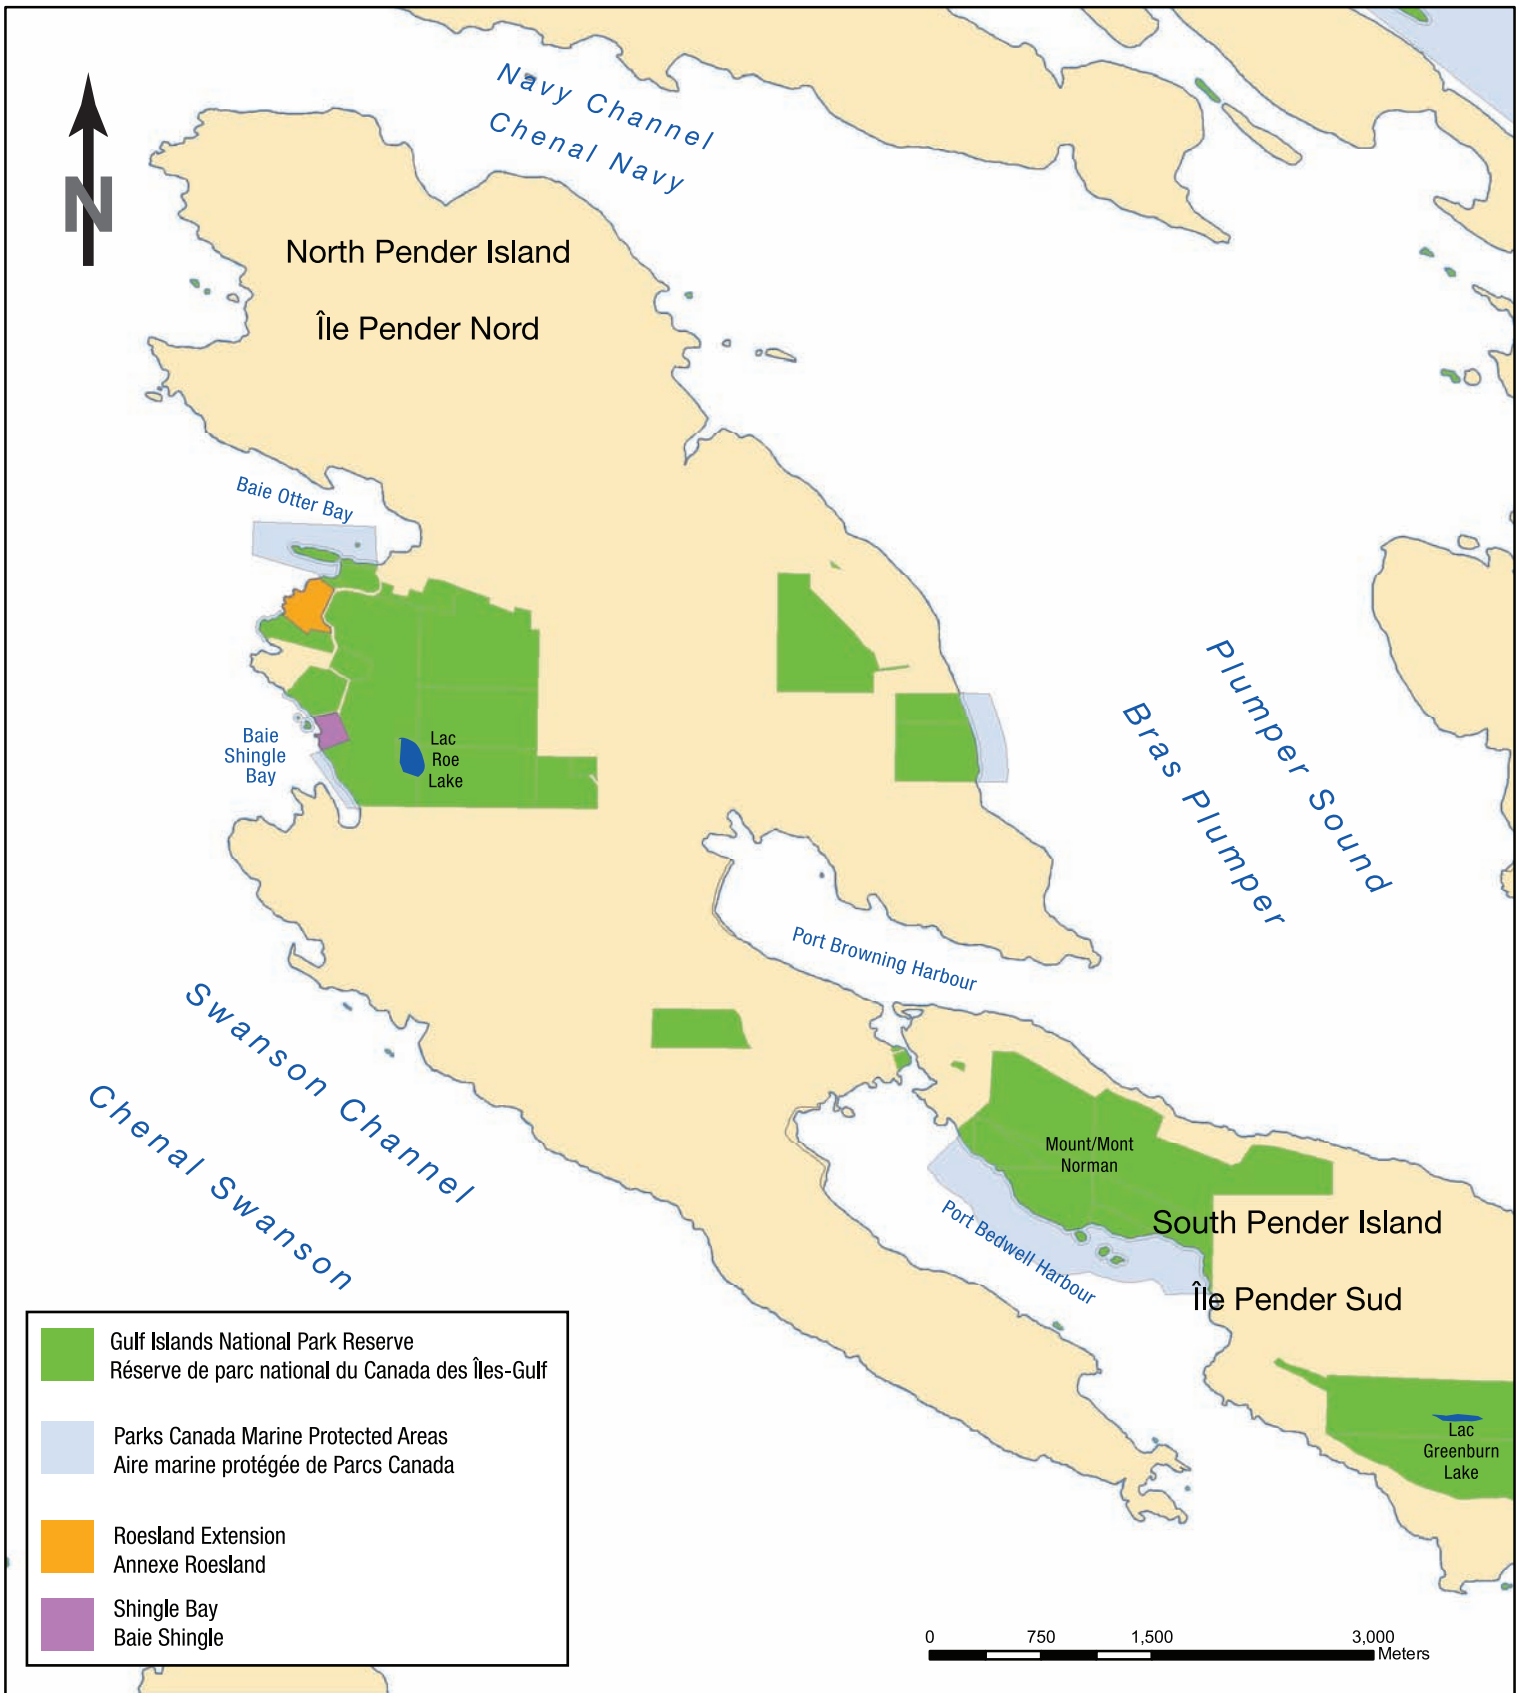 Navy Channel
Chenal Navy
N
North Pender Island
Île Pender Nord
Baie Otter Bay
Plumper Sound
Bras Plumper
Baie
Shingle
Bay
Lac
Roe
Lake
Port Browning Harbour
Swanson Channel
Chenal Swanson
Mount/Mont
Norman
Port Bedwell Harbour
South Pender Island
Île Pender Sud
Lac
Greenburn
Lake
Gulf Islands National Park Reserve
Réserve de parc national du Canada des Îles-Gulf
Parks Canada Marine Protected Areas
Aire marine protégée de Parcs Canada
Roesland Extension
Annexe Roesland
Shingle Bay
Baie Shingle
0 750 1,500 3,000
Meters